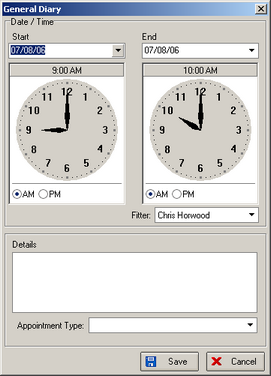 General Diary
Date / Time
Start End
07/08/06 07/08/06
9:00 AM 10:00 AM
12 12
11 1 11 1
10 2 10 2
9 3 9 3
8 4 8 4
7 5 7 5
6 6
AM PM AM PM
Filter: Chris Horwood
Details
Appointment Type:
Save Cancel